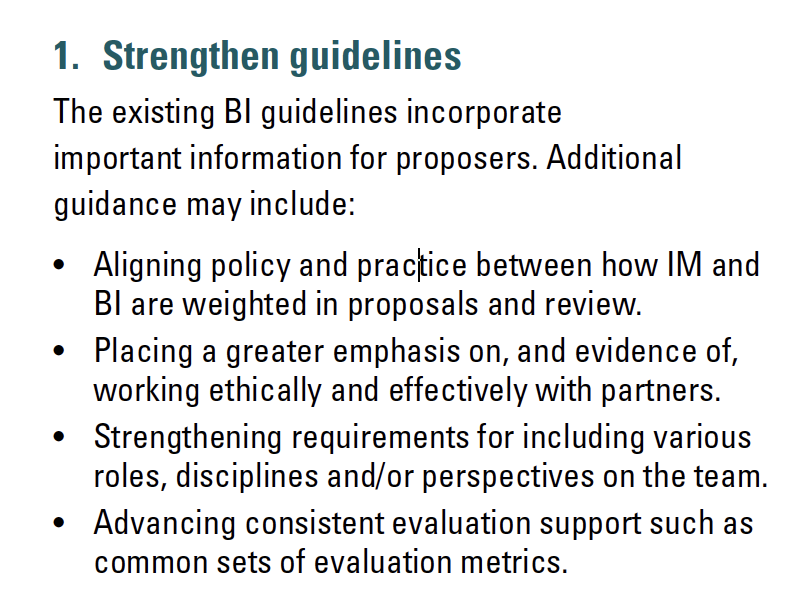 1. Strengthen guidelines
The existing BI guidelines incorporate
important information for proposers. Additional
guidance may include:
• Aligning policy and practice between how IM and
BI are weighted in proposals and review.
• Placing a greater emphasis on, and evidence of,
working ethically and effectively with partners.
• Strengthening requirements for including various
roles, disciplines and/or perspectives on the team.
• Advancing consistent evaluation support such as
common sets of evaluation metrics.